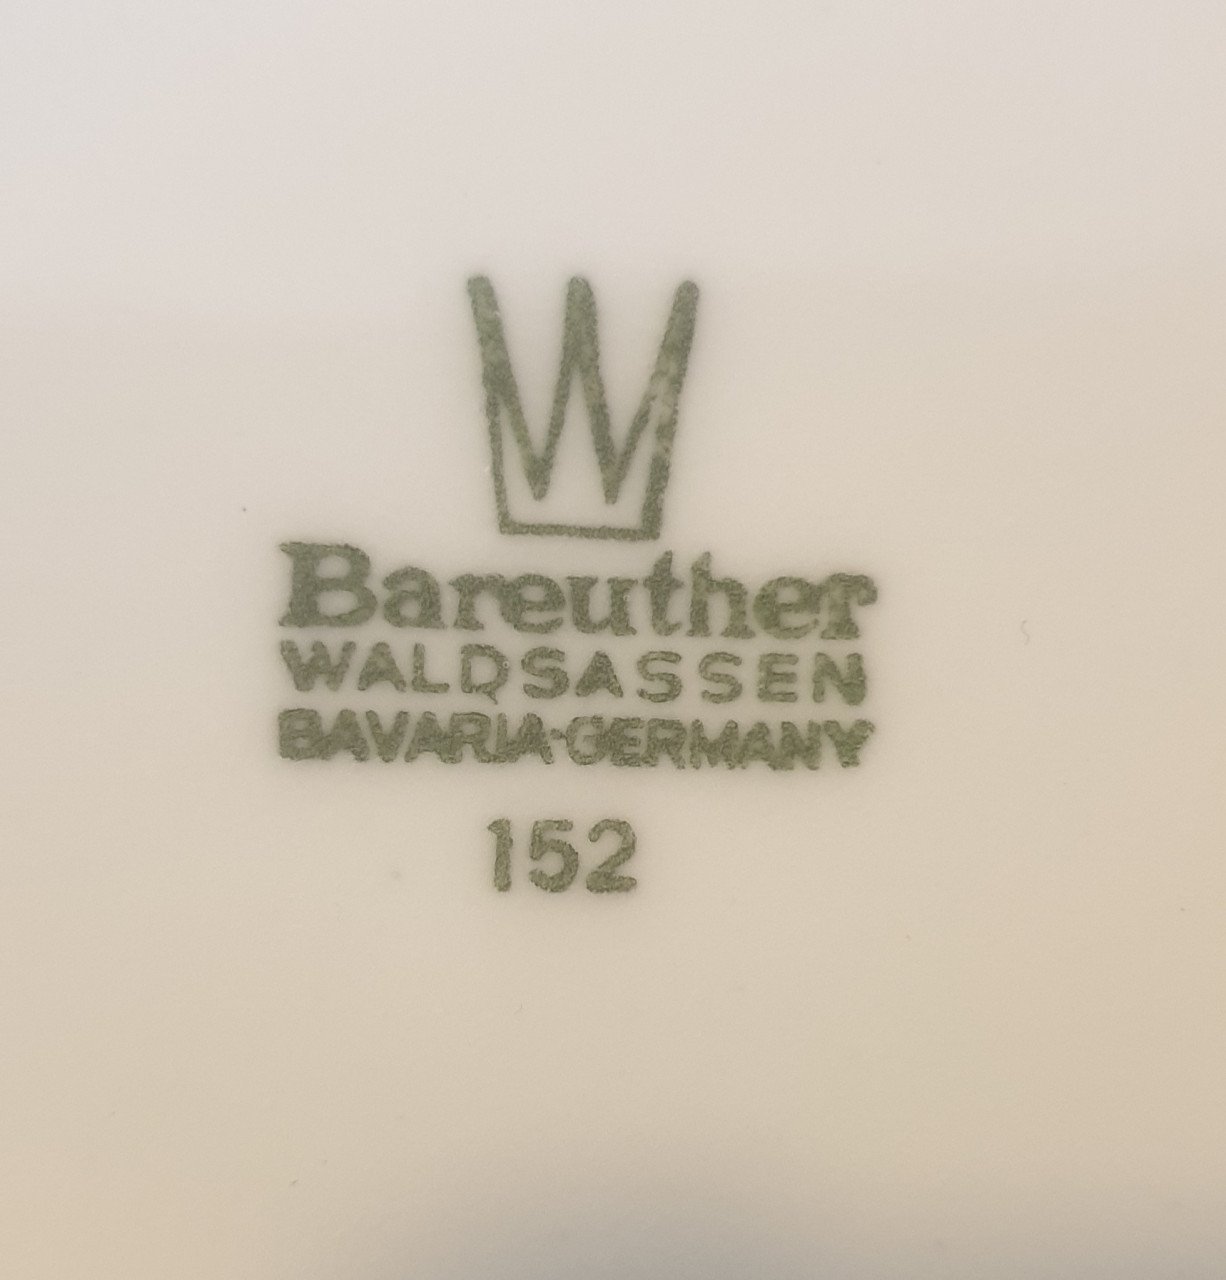 W
Bareuther
WALDSASSEN
BAVARIA·GERMANY
152